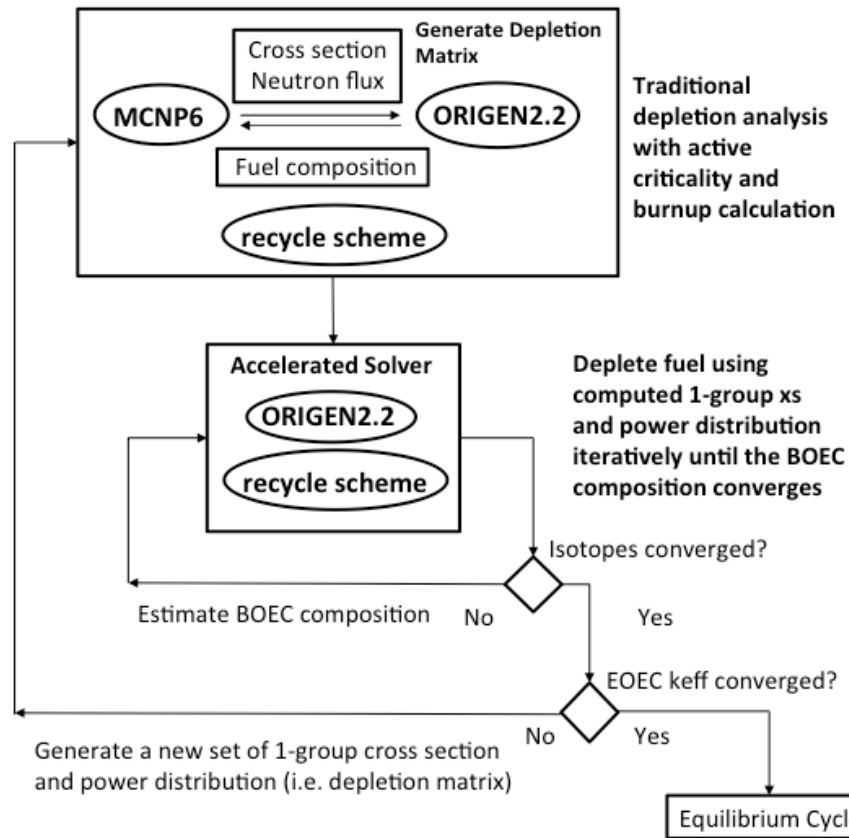 Generate Depletion
Matrix
Cross section
Neutron flux
MCNP6
ORIGEN2.2
Fuel composition
recycle scheme
Traditional
depletion analysis
with active
criticality and
burnup calculation
Accelerated Solver
ORIGEN2.2
recycle scheme
Deplete fuel using
computed 1-group xs
and power distribution
iteratively until the BOEC
composition converges
Isotopes converged?
Estimate BOEC composition
No
Yes
EOEC keff converged?
No
Yes
Generate a new set of 1-group cross section
and power distribution (i.e. depletion matrix)
Equilibrium Cycl